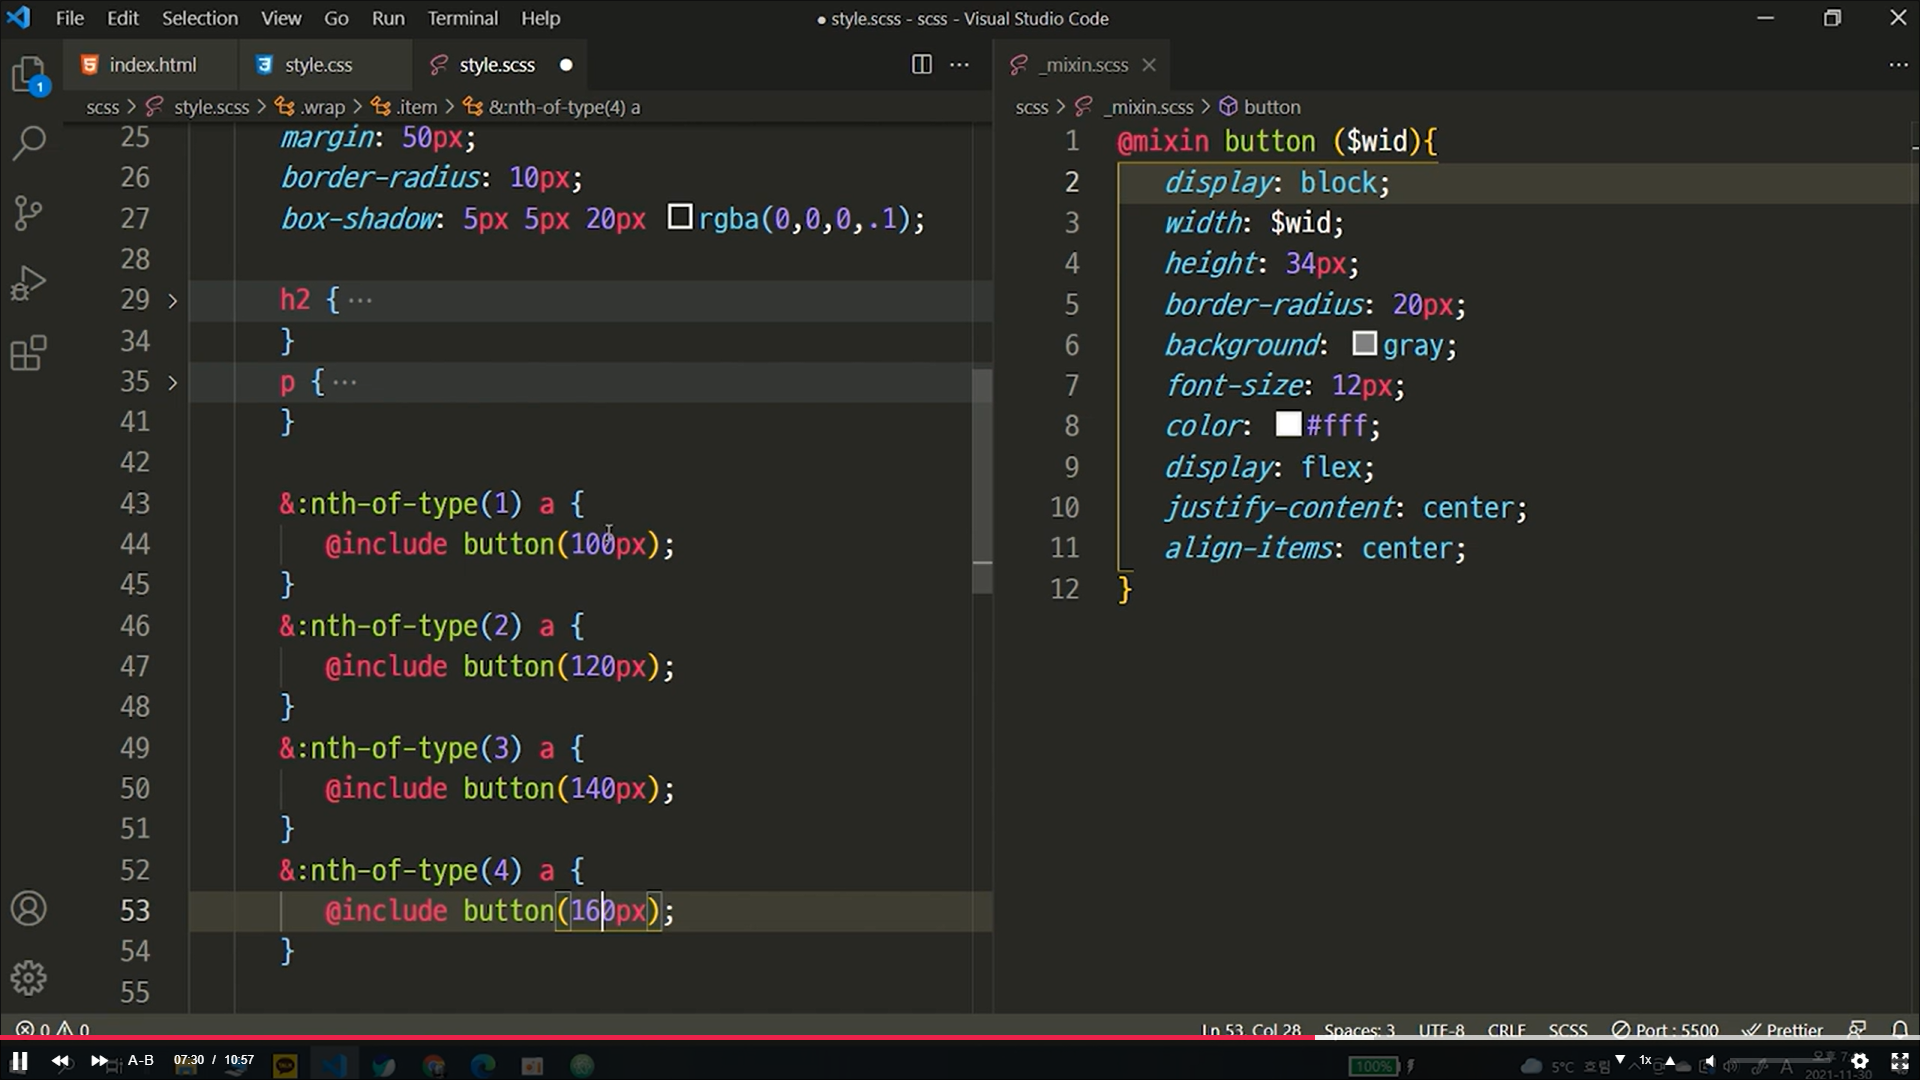 File Edit Selection View Go Run Terminal Help
● style.scss - scss - Visual Studio Code
index.html
style.css
style.scss ●
scss > style.scss > .wrap > .item > &:nth-of-type(4) a
25 margin: 50px;
26 border-radius: 10px;
27 box-shadow: 5px 5px 20px rgba(0,0,0,.1);
28
29 > h2 { ···
34 }
35 > p { ···
41 }
42
43 &:nth-of-type(1) a {
44 @include button(100px);
45 }
46 &:nth-of-type(2) a {
47 @include button(120px);
48 }
49 &:nth-of-type(3) a {
50 @include button(140px);
51 }
52 &:nth-of-type(4) a {
53 @include button(160px);
54 }
55
_mixin.scss
scss > _mixin.scss > button
1 @mixin button ($wid){
2 display: block;
3 width: $wid;
4 height: 34px;
5 border-radius: 20px;
6 background: gray;
7 font-size: 12px;
8 color: #fff;
9 display: flex;
10 justify-content: center;
11 align-items: center;
12 }
1
0 0
Ln 53, Col 28 Spaces: 3 UTF-8 CRLF SCSS Port : 5500 Prettier
A-B 07:30 / 10:57
100%
5°C 흐림
1x
A
2021-11-30